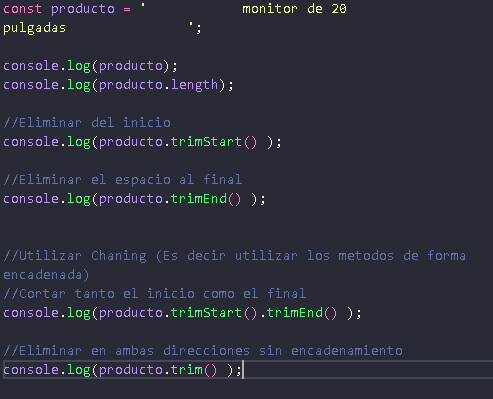 const producto = '            monitor de 20
pulgadas               ';
console.log(producto);
console.log(producto.length);
//Eliminar del inicio
console.log(producto.trimStart() );
//Eliminar el espacio al final
console.log(producto.trimEnd() );
//Utilizar Chaning (Es decir utilizar los metodos de forma
encadenada)
//Cortar tanto el inicio como el final
console.log(producto.trimStart().trimEnd() );
//Eliminar en ambas direcciones sin encadenamiento
console.log(producto.trim() );